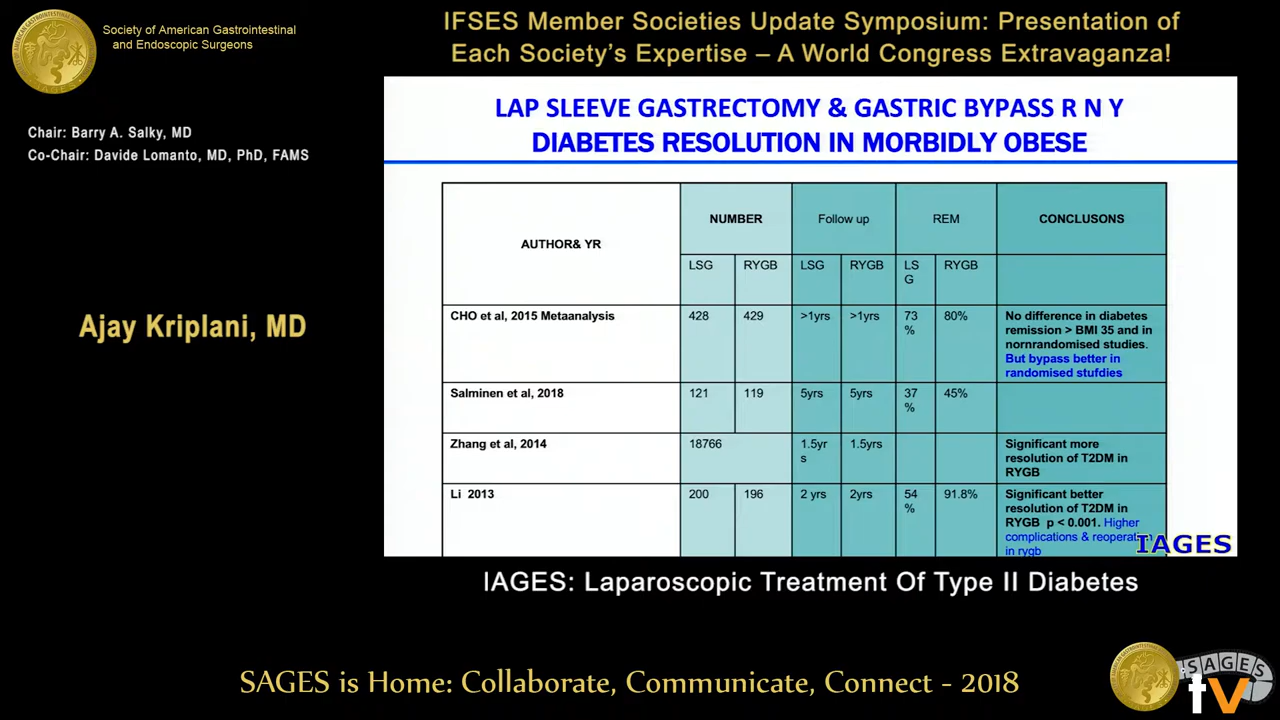 Society of American Gastrointestinal
and Endoscopic Surgeons
IFSES Member Societies Update Symposium: Presentation of
Each Society's Expertise – A World Congress Extravaganza!
Chair: Barry A. Salky, MD
Co-Chair: Davide Lomanto, MD, PhD, FAMS
Ajay Kriplani, MD
LAP SLEEVE GASTRECTOMY & GASTRIC BYPASS R N Y
DIABETES RESOLUTION IN MORBIDLY OBESE
AUTHOR& YR
NUMBER
Follow up
REM
CONCLUSONS
LSG
RYGB
LSG
RYGB
LS
G
RYGB
CHO et al, 2015 Metaanalysis
428
429
>1yrs
>1yrs
73
%
80%
No difference in diabetes
remission > BMI 35 and in
nornrandomised studies.
But bypass better in
randomised stufdies
Salminen et al, 2018
121
119
5yrs
5yrs
37
%
45%
Zhang et al, 2014
18766
1.5yr
s
1.5yrs
Significant more
resolution of T2DM in
RYGB
Li 2013
200
196
2 yrs
2yrs
54
%
91.8%
Significant better
resolution of T2DM in
RYGB p < 0.001. Higher
complications &
in rygb
IAGES
IAGES: Laparoscopic Treatment Of Type II Diabetes
SAGES is Home: Collaborate, Communicate, Connect - 2018
SAGES
tv